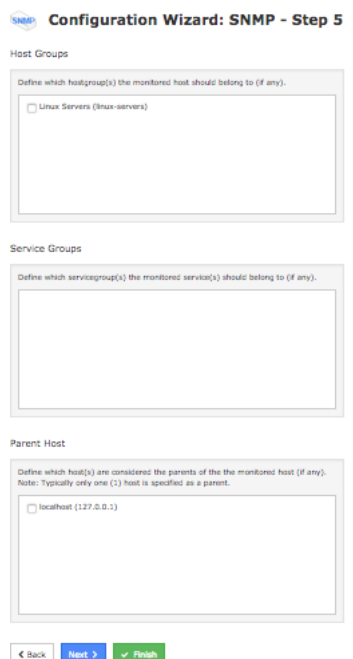 SNMP Configuration Wizard: SNMP - Step 5
Host Groups
Define which hostgroup(s) the monitored host should belong to (if any).
Linux Servers (linux-servers)
Service Groups
Define which servicegroup(s) the monitored service(s) should belong to (if any).
Parent Host
Define which host(s) are considered the parents of the the monitored host (if any).
Note: Typically only one (1) host is specified as a parent.
localhost (127.0.0.1)
Back Next Finish